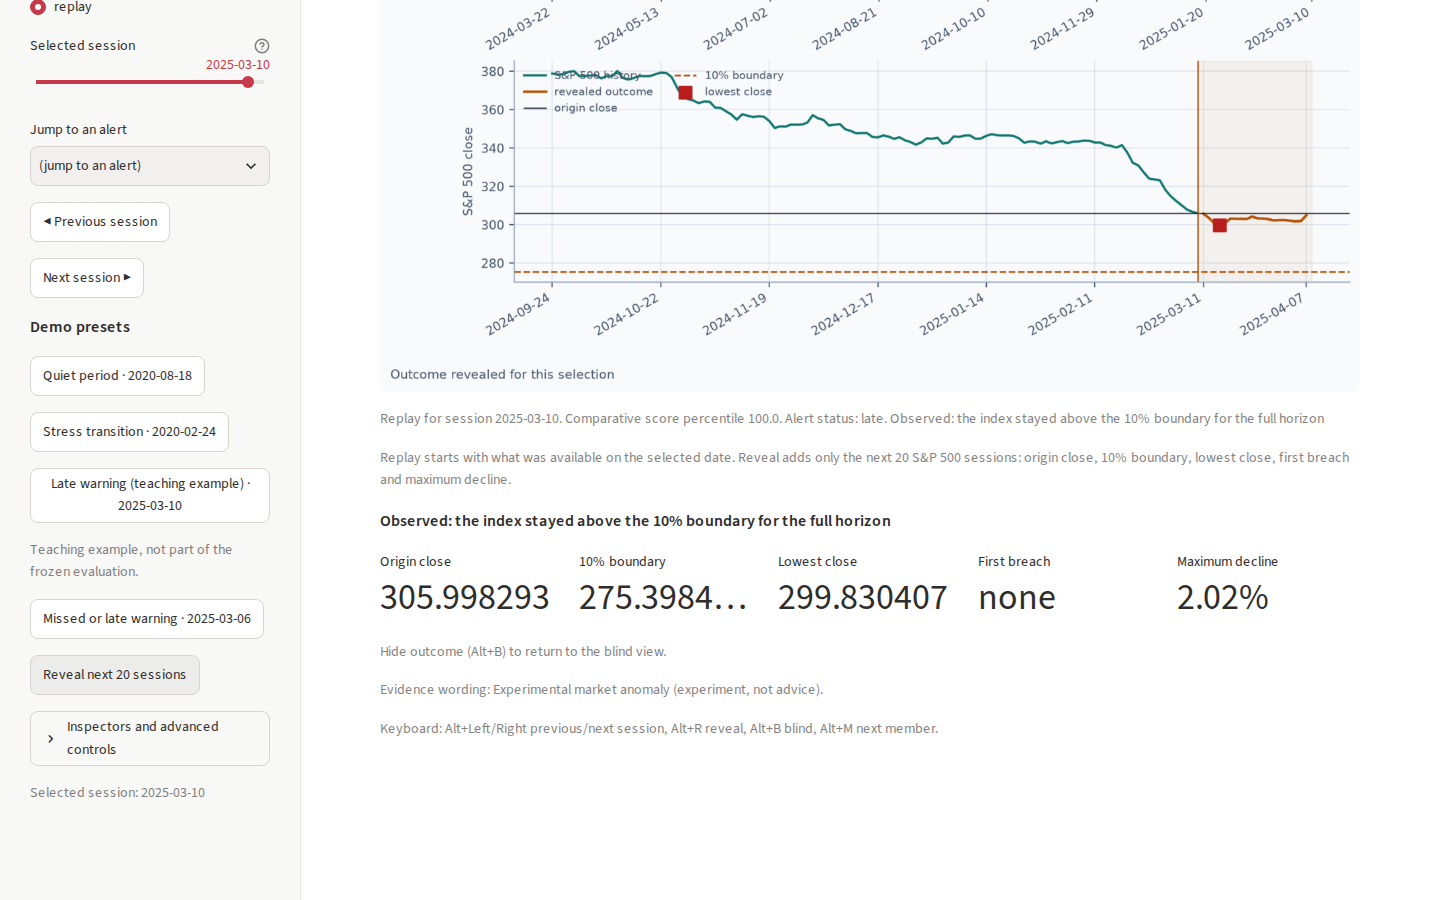 replay
Selected session
2025-03-10
Jump to an alert
(jump to an alert)
◄ Previous session
Next session ►
Demo presets
Quiet period · 2020-08-18
Stress transition · 2020-02-24
Late warning (teaching example) ·
2025-03-10
Teaching example, not part of the
frozen evaluation.
Missed or late warning · 2025-03-06
Reveal next 20 sessions
Inspectors and advanced
controls
Selected session: 2025-03-10
2024-03-22
2024-05-13
2024-07-02
2024-08-21
2024-10-10
2024-11-29
2025-01-20
2025-03-10
S&P 500 close
380
360
340
320
300
280
S&P 500 history
revealed outcome
origin close
10% boundary
lowest close
2024-09-24
2024-10-22
2024-11-19
2024-12-17
2025-01-14
2025-02-11
2025-03-11
2025-04-07
Outcome revealed for this selection
Replay for session 2025-03-10. Comparative score percentile 100.0. Alert status: late. Observed: the index stayed above the 10% boundary for the full horizon
Replay starts with what was available on the selected date. Reveal adds only the next 20 S&P 500 sessions: origin close, 10% boundary, lowest close, first breach
and maximum decline.
Observed: the index stayed above the 10% boundary for the full horizon
Origin close
305.998293
10% boundary
275.3984...
Lowest close
299.830407
First breach
none
Maximum decline
2.02%
Hide outcome (Alt+B) to return to the blind view.
Evidence wording: Experimental market anomaly (experiment, not advice).
Keyboard: Alt+Left/Right previous/next session, Alt+R reveal, Alt+B blind, Alt+M next member.